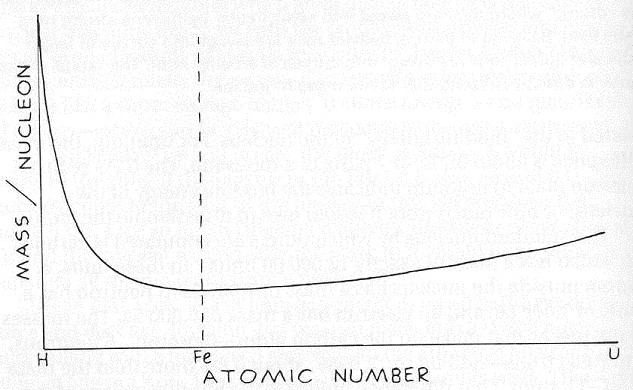 MASS / NUCLEON
H Fe U
ATOMIC NUMBER